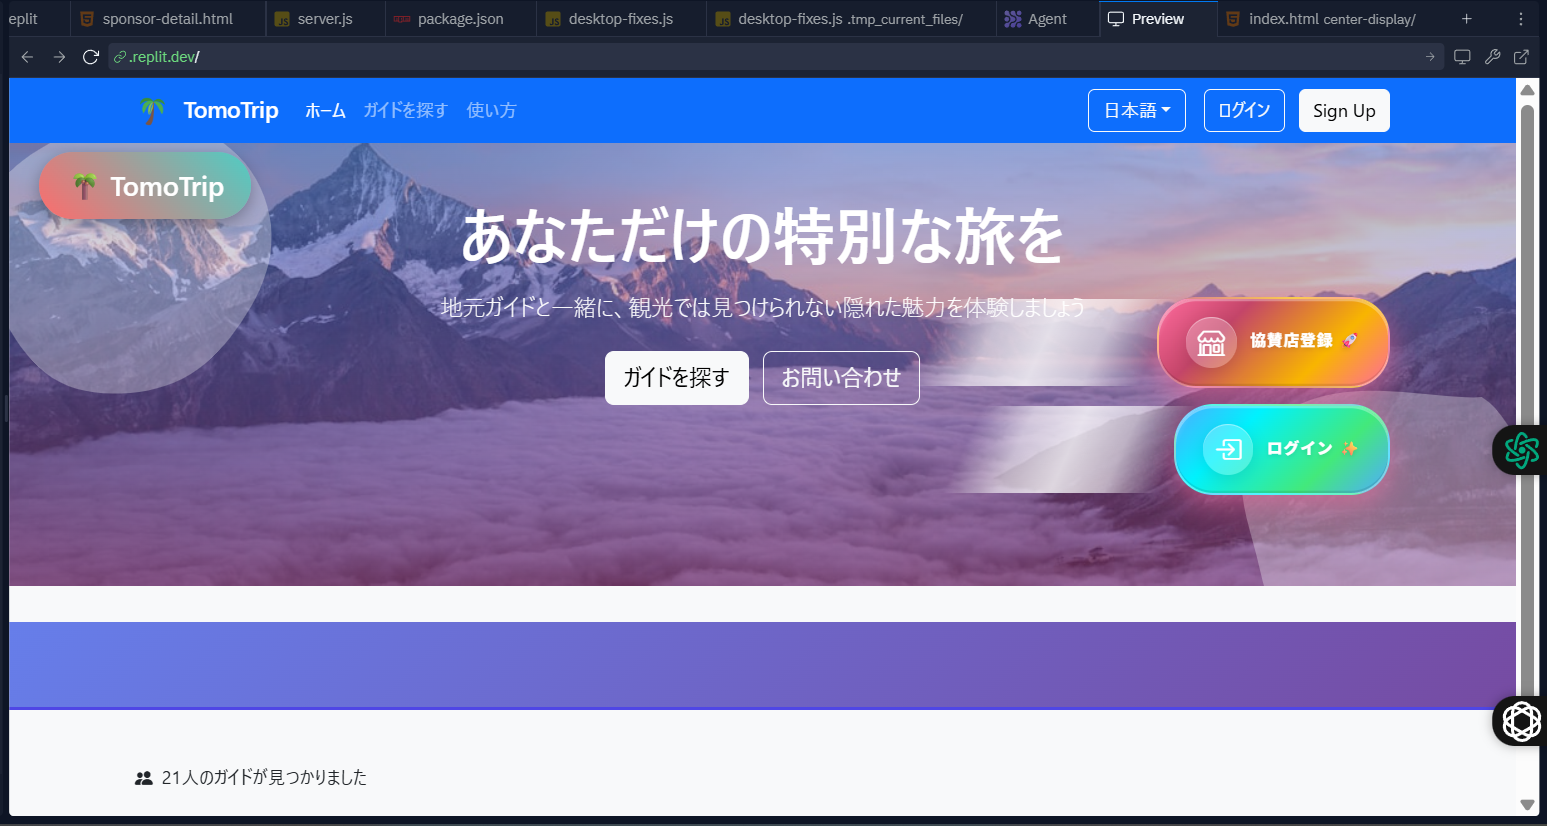 eplit sponsor-detail.html server.js package.json desktop-fixes.js desktop-fixes.js .tmp_current_files/ Agent Preview index.html center-display/
.replit.dev/
TomoTrip ホーム ガイドを探す 使い方 日本語 ログイン Sign Up
TomoTrip
あなただけの特別な旅を
地元ガイドと一緒に、観光では見つけられない隠れた魅力を体験しましょう
協賛店登録
ガイドを探す お問い合わせ
ログイン
21人のガイドが見つかりました